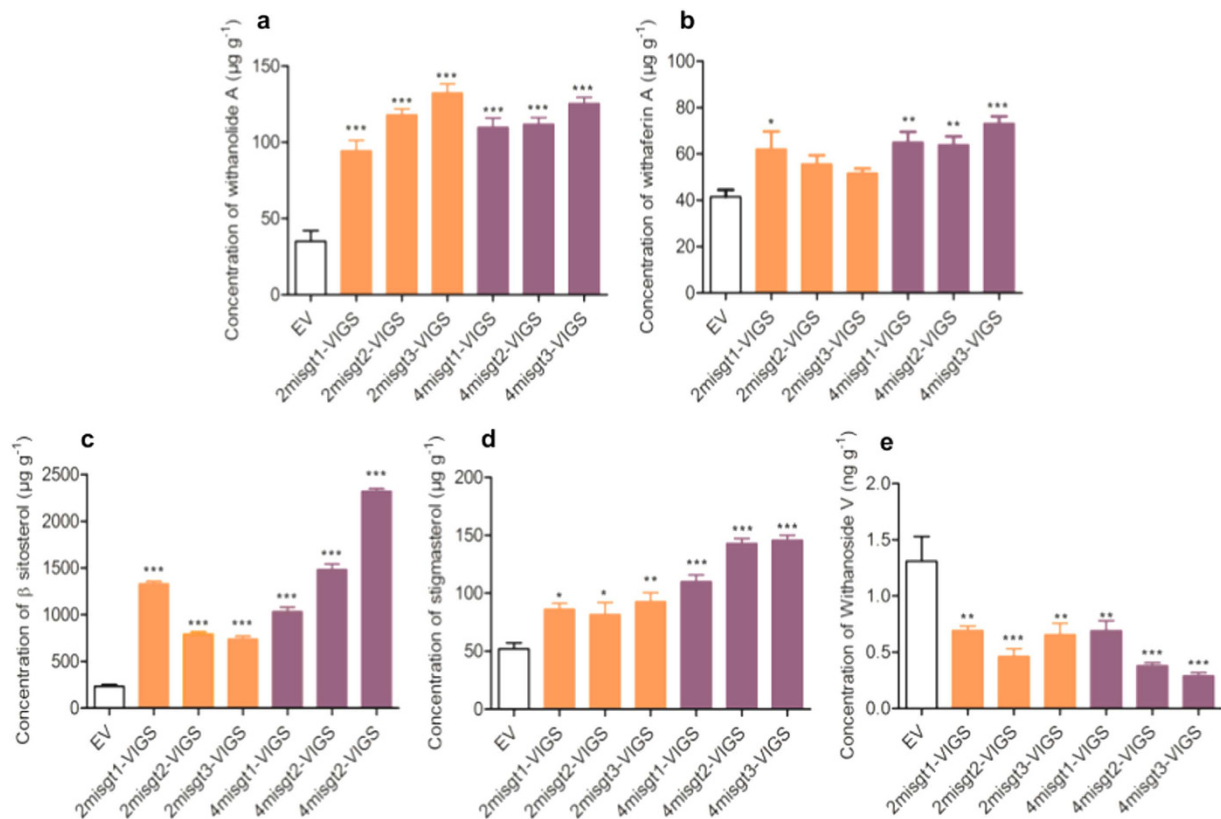 a
Concentration of withanolide A (µg g-1)
150
100
50
0
***
***
***
***
***
***
EV
2misgt1-VIGS
2misgt2-VIGS
2misgt3-VIGS
4misgt1-VIGS
4misgt2-VIGS
4misgt3-VIGS
b
Concentration of withaferin A (µg g-1)
100
80
60
40
20
0
*
**
**
***
EV
2misgt1-VIGS
2misgt2-VIGS
2misgt3-VIGS
4misgt1-VIGS
4misgt2-VIGS
4misgt3-VIGS
c
Concentration of β sitosterol (µg g-1)
2500
2000
1500
1000
500
0
***
***
***
***
***
***
EV
2misgt1-VIGS
2misgt2-VIGS
2misgt3-VIGS
4misgt1-VIGS
4misgt2-VIGS
4misgt2-VIGS
d
Concentration of stigmasterol (µg g-1)
200
150
100
50
0
*
*
**
***
***
***
EV
2misgt1-VIGS
2misgt2-VIGS
2misgt3-VIGS
4misgt1-VIGS
4misgt2-VIGS
4misgt3-VIGS
e
Concentration of Withanoside V (ng g-1)
2.0
1.5
1.0
0.5
0.0
**
***
**
**
***
***
EV
2misgt1-VIGS
2misgt2-VIGS
2misgt3-VIGS
4misgt1-VIGS
4misgt2-VIGS
4misgt3-VIGS